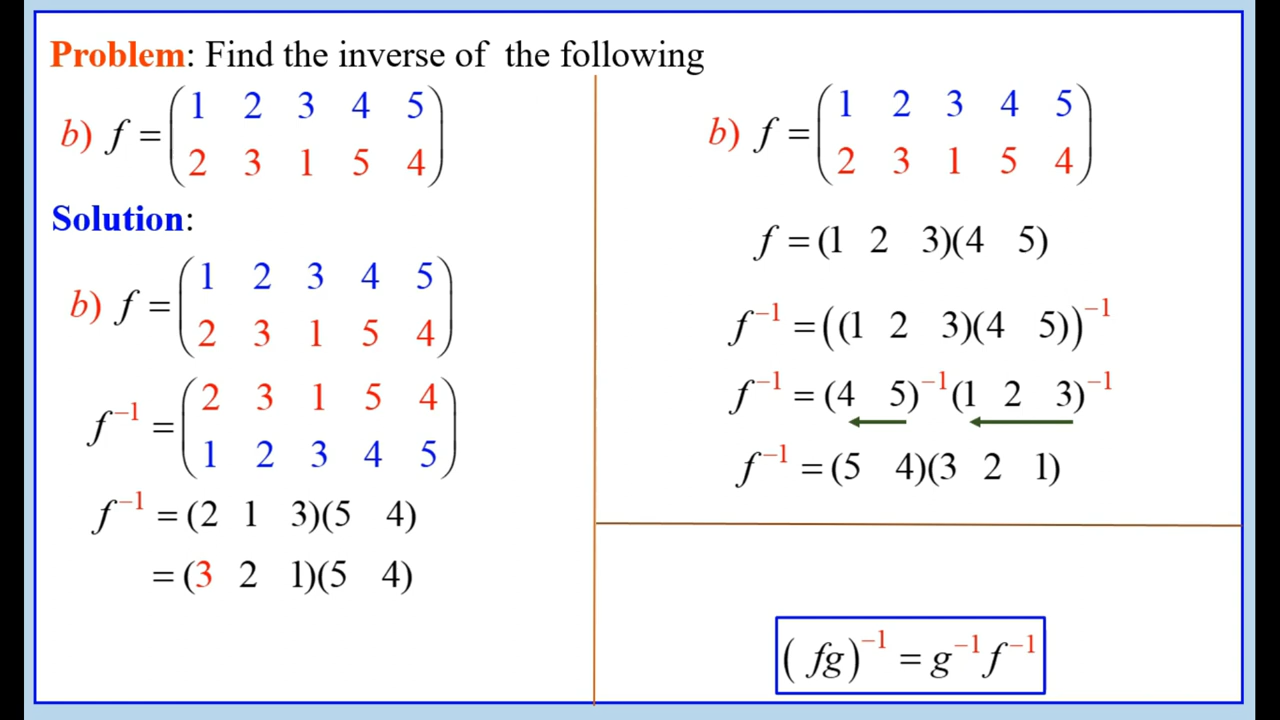 Problem: Find the inverse of the following
b) f = (1 2 3 4 5
2 3 1 5 4)
Solution:
b) f = (1 2 3 4 5
2 3 1 5 4)
f⁻¹ = (2 3 1 5 4
1 2 3 4 5)
f⁻¹ = (2 1 3)(5 4)
= (3 2 1)(5 4)
b) f = (1 2 3 4 5
2 3 1 5 4)
f = (1 2 3)(4 5)
f⁻¹ = ((1 2 3)(4 5))⁻¹
f⁻¹ = (4 5)⁻¹(1 2 3)⁻¹
f⁻¹ = (5 4)(3 2 1)
(fg)⁻¹ = g⁻¹f⁻¹